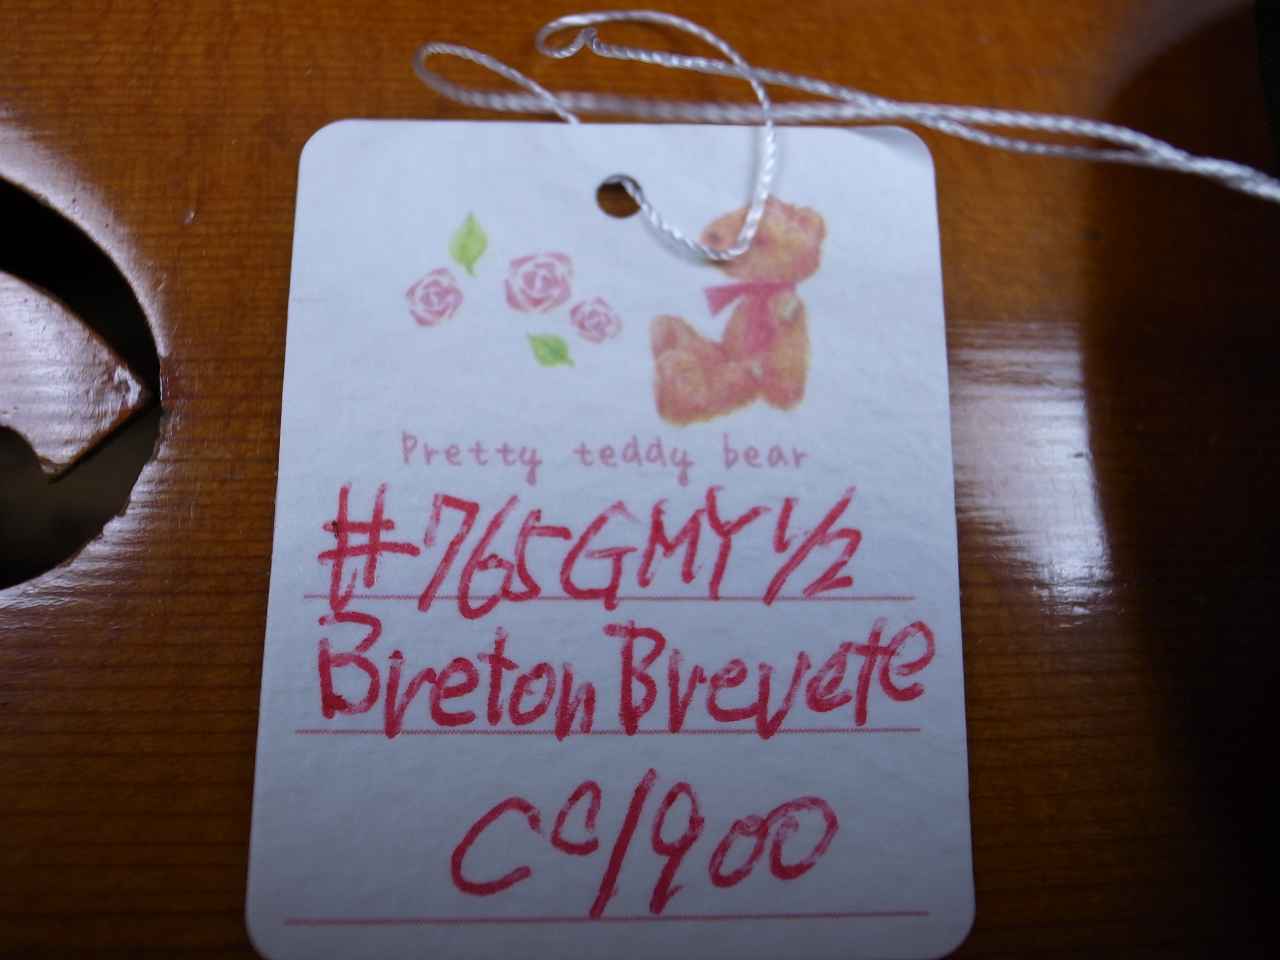 Pretty teddy bear
#765GMY1/2
Breton Brevete
Cc1900